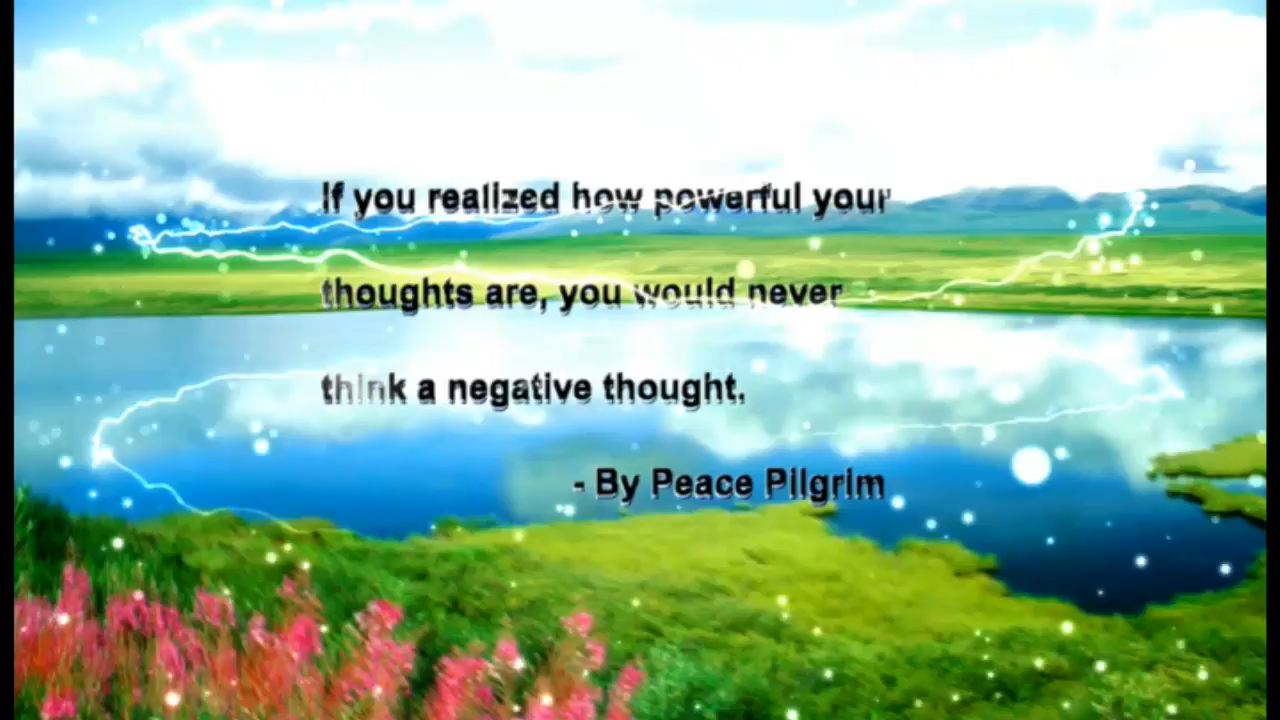 If you realized how powerful your
thoughts are, you would never
think a negative thought.
- By Peace Pilgrim